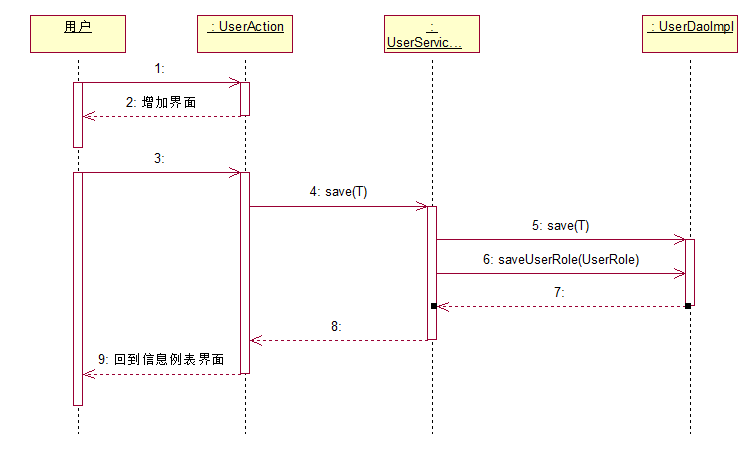 用户
: UserAction
:
UserServic...
: UserDaoImpl
1:
2: 增加界面
3:
4: save(T)
5: save(T)
6: saveUserRole(UserRole)
7:
8:
9: 回到信息例表界面